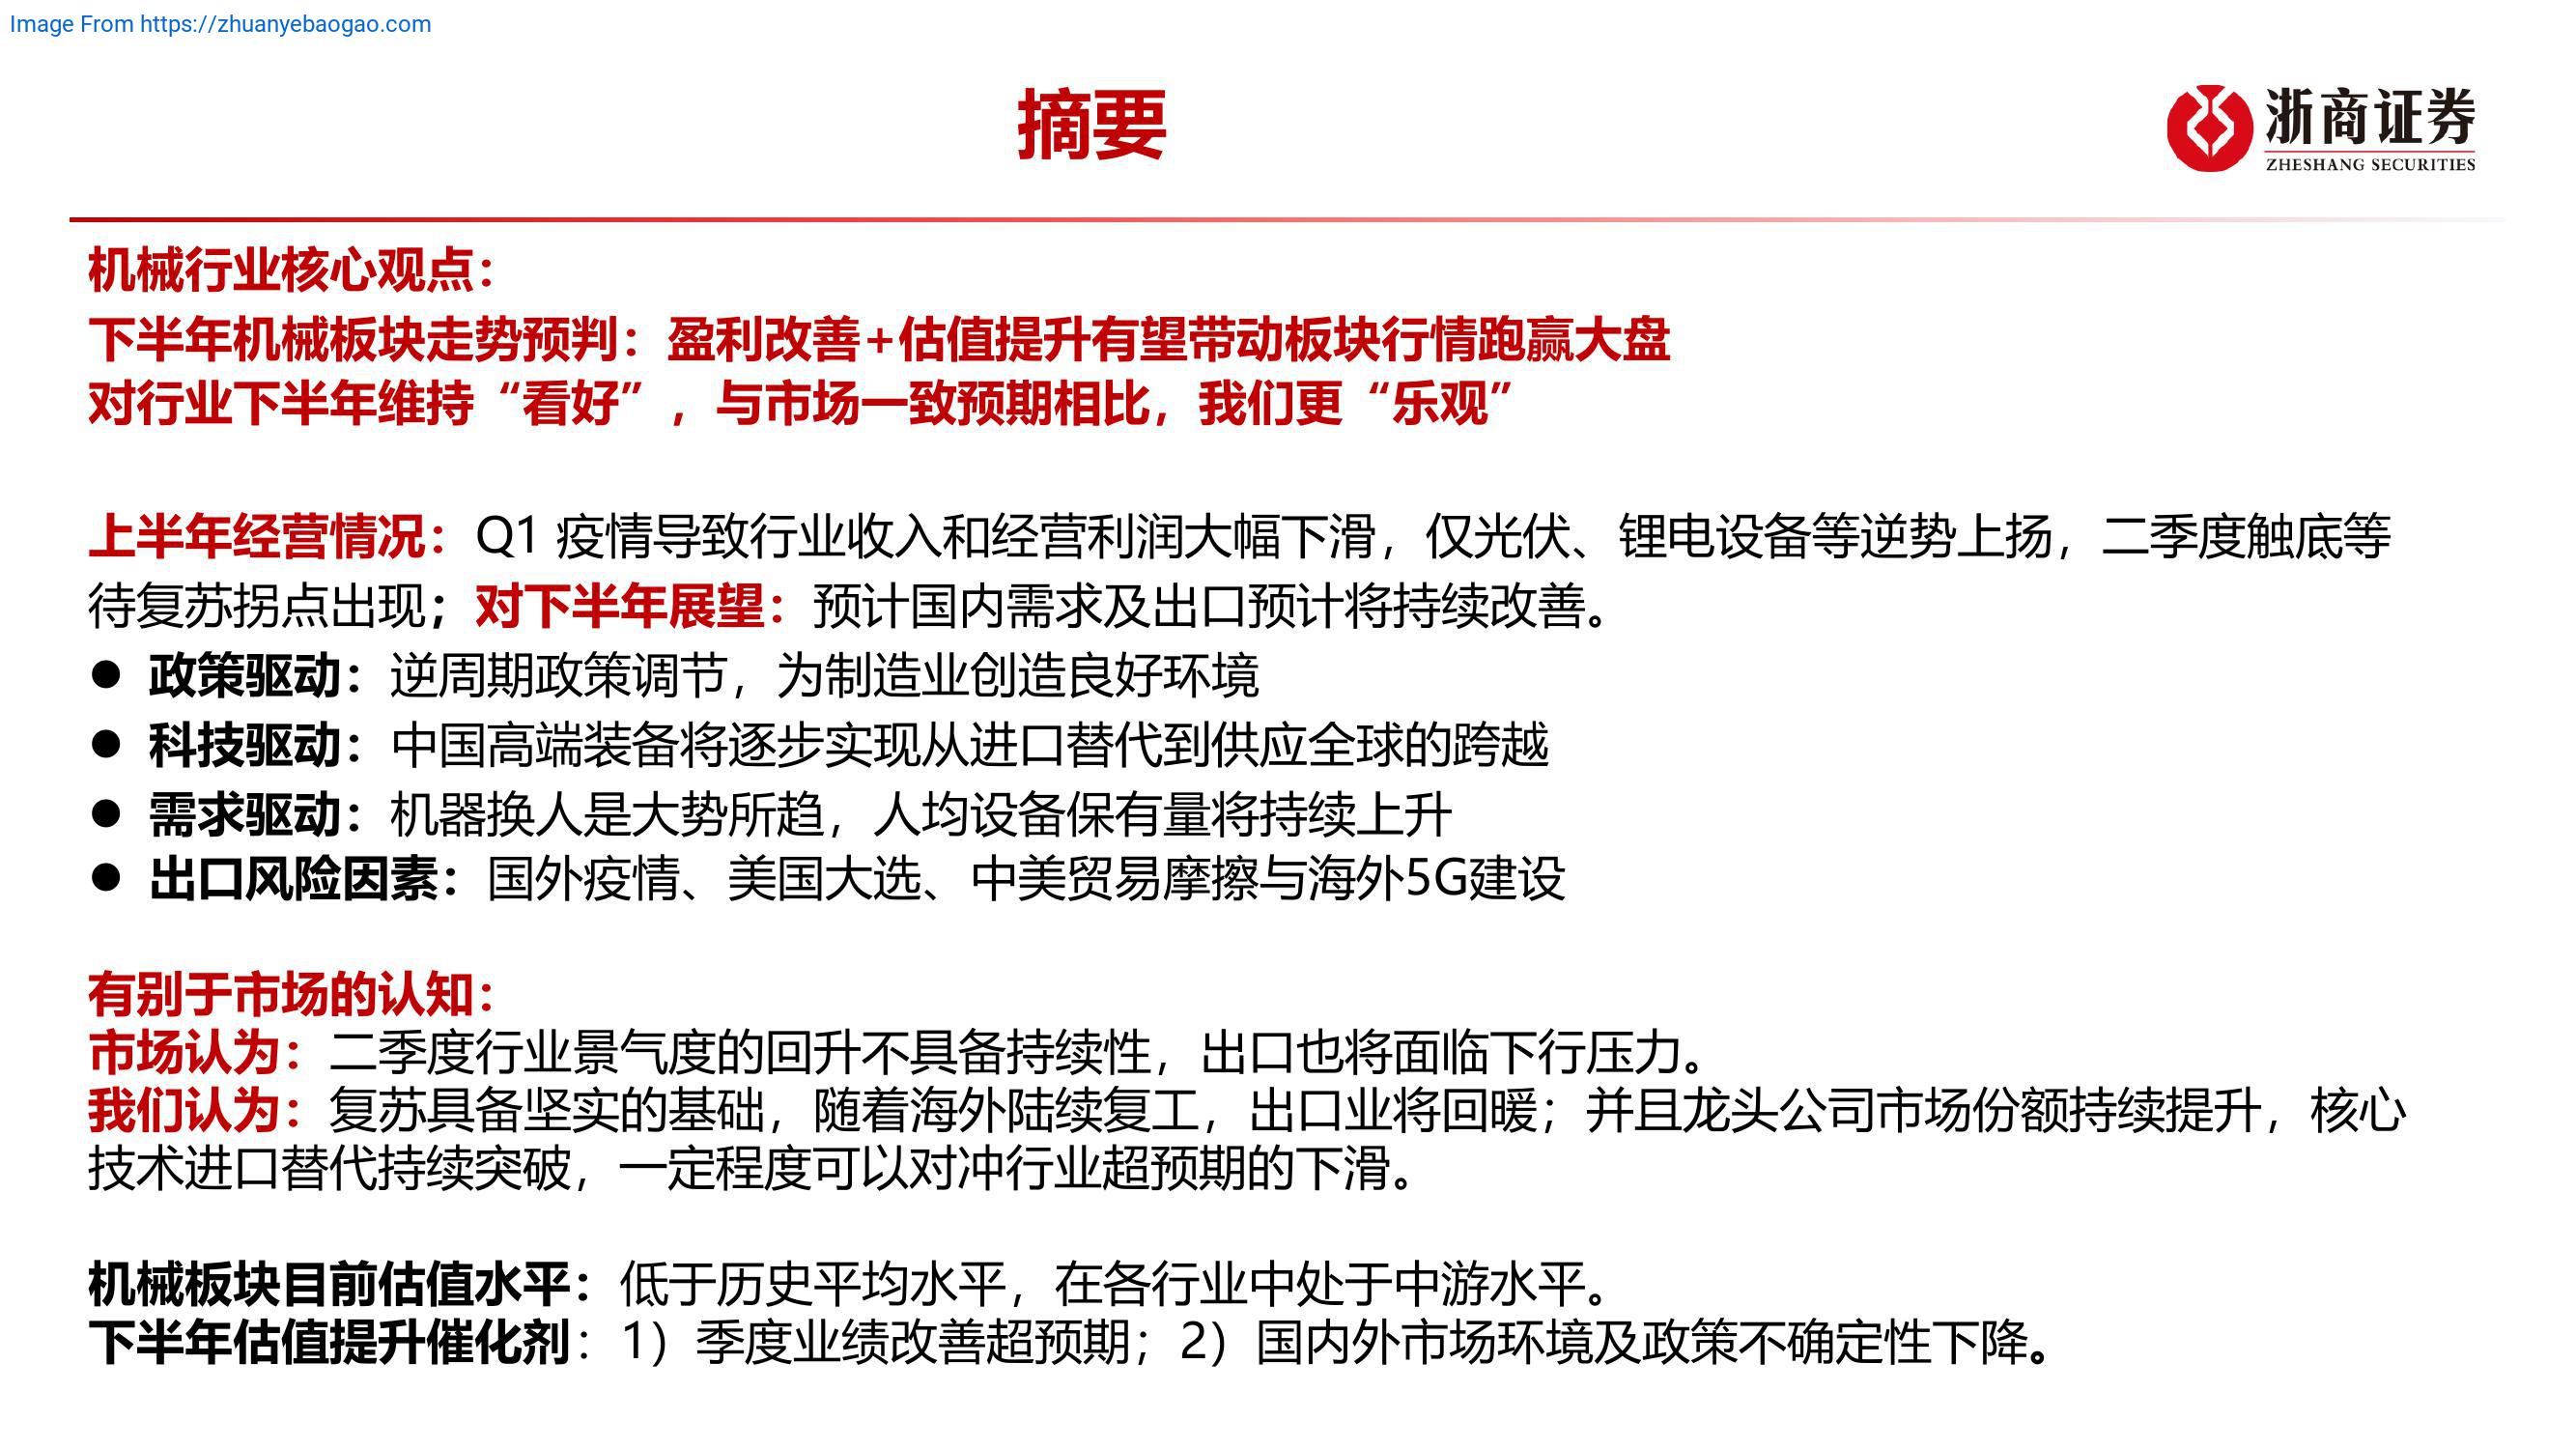 Image From https://zhuanyebaogao.com
摘要
浙商证券
ZHESHANG SECURITIES
机械行业核心观点：
下半年机械板块走势预判：盈利改善+估值提升有望带动板块行情跑赢大盘
对行业下半年维持“看好”，与市场一致预期相比，我们更“乐观”
上半年经营情况：Q1 疫情导致行业收入和经营利润大幅下滑，仅光伏、锂电设备等逆势上扬，二季度触底等
待复苏拐点出现；对下半年展望：预计国内需求及出口预计将持续改善。
● 政策驱动：逆周期政策调节，为制造业创造良好环境
● 科技驱动：中国高端装备将逐步实现从进口替代到供应全球的跨越
● 需求驱动：机器换人是大势所趋，人均设备保有量将持续上升
● 出口风险因素：国外疫情、美国大选、中美贸易摩擦与海外5G建设
有别于市场的认知：
市场认为：二季度行业景气度的回升不具备持续性，出口也将面临下行压力。
我们认为：复苏具备坚实的基础，随着海外陆续复工，出口业将回暖；并且龙头公司市场份额持续提升，核心
技术进口替代持续突破，一定程度可以对冲行业超预期的下滑。
机械板块目前估值水平：低于历史平均水平，在各行业中处于中游水平。
下半年估值提升催化剂：1）季度业绩改善超预期；2）国内外市场环境及政策不确定性下降。